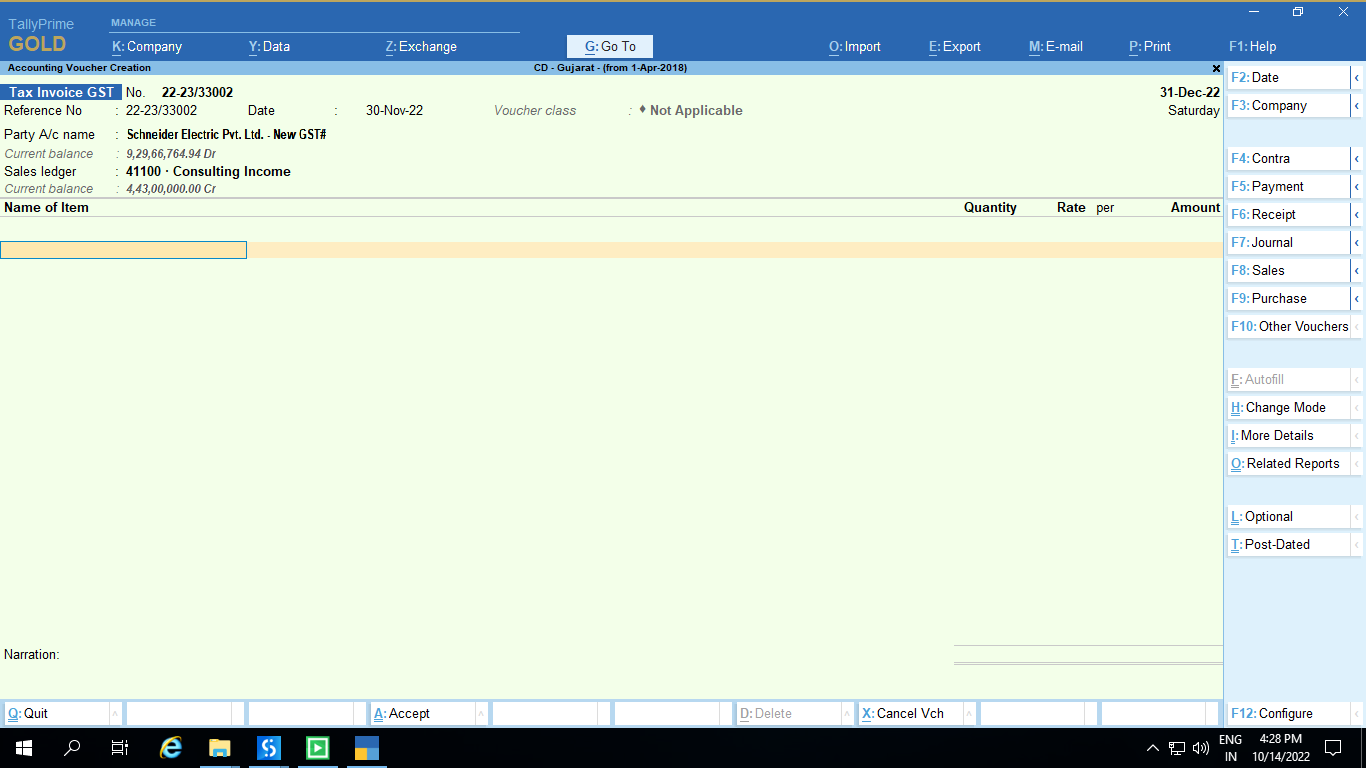 TallyPrime
GOLD
MANAGE
K: Company Y: Data Z: Exchange G: Go To O: Import E: Export M: E-mail P: Print F1: Help
Accounting Voucher Creation CD - Gujarat - (from 1-Apr-2018)
Tax Invoice GST No. 22-23/33002 31-Dec-22
Reference No : 22-23/33002 Date : 30-Nov-22 Voucher class : ♦ Not Applicable Saturday
Party A/c name : Schneider Electric Pvt. Ltd. - New GST#
Current balance : 9,29,66,764.94 Dr
Sales ledger : 41100 · Consulting Income
Current balance : 4,43,00,000.00 Cr
Name of Item Quantity Rate per Amount
Narration:
F2: Date
F3: Company
F4: Contra
F5: Payment
F6: Receipt
F7: Journal
F8: Sales
F9: Purchase
F10: Other Vouchers
F: Autofill
H: Change Mode
I: More Details
O: Related Reports
L: Optional
T: Post-Dated
Q: Quit A: Accept D: Delete X: Cancel Vch F12: Configure
ENG
IN
4:28 PM
10/14/2022